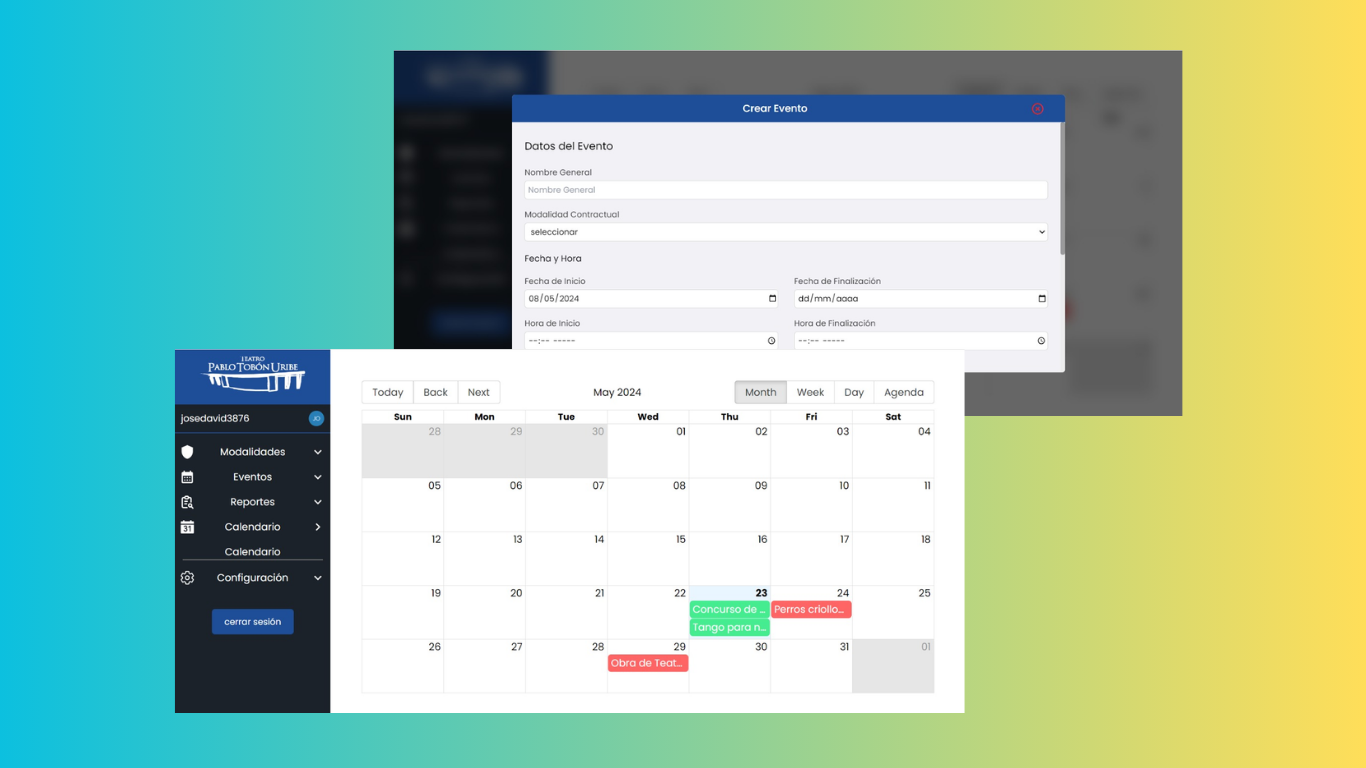 Crear Evento
Datos del Evento
Nombre General
Nombre General
Modalidad Contractual
seleccionar
Fecha y Hora
Fecha de Inicio Fecha de Finalización
08/05/2024 dd/mm/aaaa
Hora de Inicio Hora de Finalización
--:-- ----- --:-- -----
TEATRO
PABLO TOBÓN URIBE
josedavid3876 JO
Modalidades
Eventos
Reportes
31 Calendario
Calendario
Configuración
cerrar sesión
Today Back Next May 2024 Month Week Day Agenda
Sun Mon Tue Wed Thu Fri Sat
28 29 30 01 02 03 04
05 06 07 08 09 10 11
12 13 14 15 16 17 18
19 20 21 22 23 24 25
Concurso de ... Perros criollo...
Tango para n...
26 27 28 29 30 31 01
Obra de Teat...